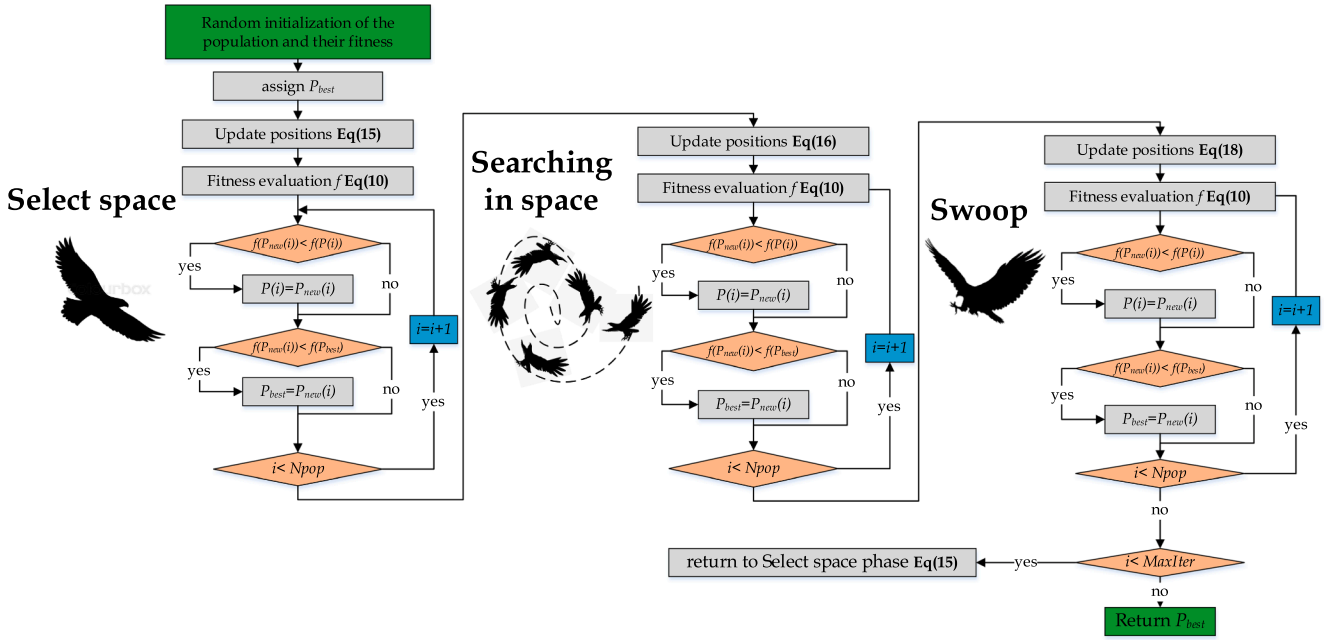 Random initialization of the
population and their fitness
assign Pbest
Update positions Eq(15)
Fitness evaluation f Eq(10)
Select space
f(Pnew(i))< f(P(i))
yes
no
P(i)=Pnew(i)
f(Pnew(i))< f(Pbest)
yes
no
Pbest=Pnew(i)
i=i+1
yes
i< Npop
Searching
in space
Update positions Eq(16)
Fitness evaluation f Eq(10)
f(Pnew(i))< f(P(i))
yes
no
P(i)=Pnew(i)
f(Pnew(i))< f(Pbest)
yes
no
Pbest=Pnew(i)
i=i+1
yes
i< Npop
Swoop
Update positions Eq(18)
Fitness evaluation f Eq(10)
f(Pnew(i))< f(P(i))
yes
no
P(i)=Pnew(i)
f(Pnew(i))< f(Pbest)
yes
no
Pbest=Pnew(i)
i=i+1
yes
i< Npop
no
i< MaxIter
yes
return to Select space phase Eq(15)
no
Return Pbest